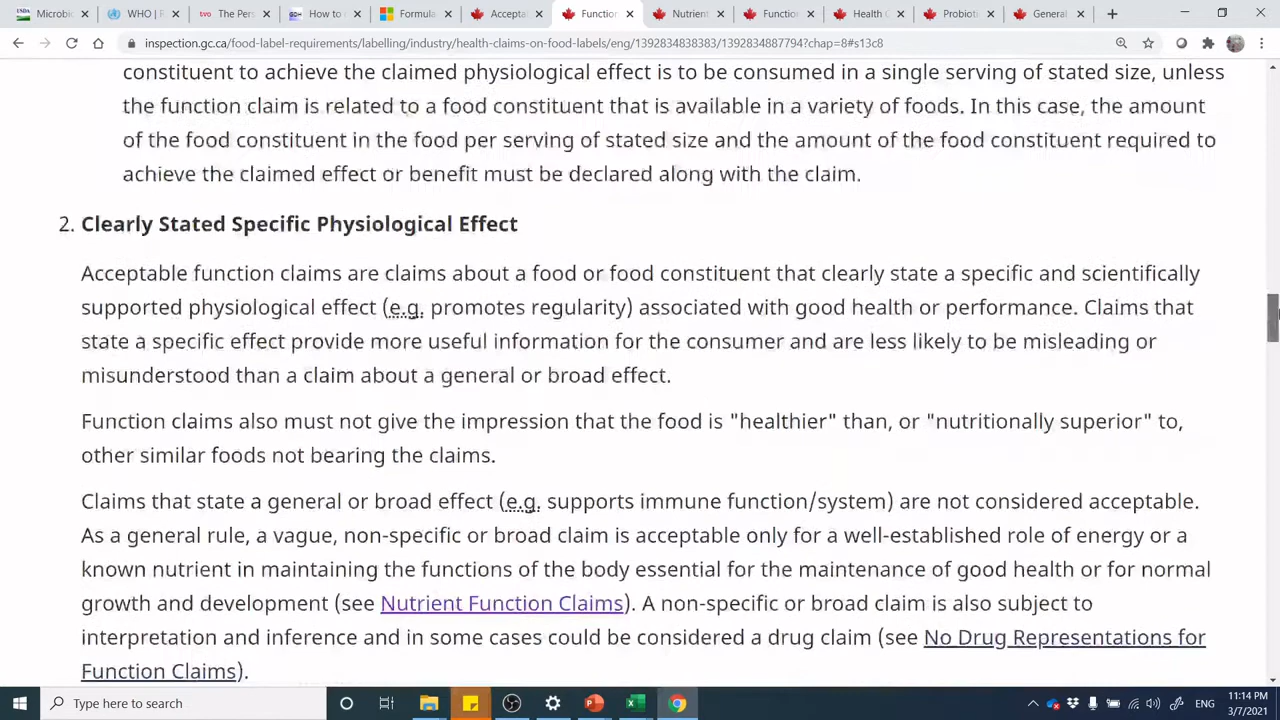 Microbi
WHO | R
The Pers
How to c
Formula
Accepta
Function
Nutrient
Function
Health C
Probioti
General
inspection.gc.ca/food-label-requirements/labelling/industry/health-claims-on-food-labels/eng/1392834838383/1392834887794?chap=8#s13c8
constituent to achieve the claimed physiological effect is to be consumed in a single serving of stated size, unless
the function claim is related to a food constituent that is available in a variety of foods. In this case, the amount
of the food constituent in the food per serving of stated size and the amount of the food constituent required to
achieve the claimed effect or benefit must be declared along with the claim.
2. Clearly Stated Specific Physiological Effect
Acceptable function claims are claims about a food or food constituent that clearly state a specific and scientifically
supported physiological effect (e.g. promotes regularity) associated with good health or performance. Claims that
state a specific effect provide more useful information for the consumer and are less likely to be misleading or
misunderstood than a claim about a general or broad effect.
Function claims also must not give the impression that the food is "healthier" than, or "nutritionally superior" to,
other similar foods not bearing the claims.
Claims that state a general or broad effect (e.g. supports immune function/system) are not considered acceptable.
As a general rule, a vague, non-specific or broad claim is acceptable only for a well-established role of energy or a
known nutrient in maintaining the functions of the body essential for the maintenance of good health or for normal
growth and development (see Nutrient Function Claims). A non-specific or broad claim is also subject to
interpretation and inference and in some cases could be considered a drug claim (see No Drug Representations for
Function Claims).
Type here to search
ENG
11:14 PM
3/7/2021